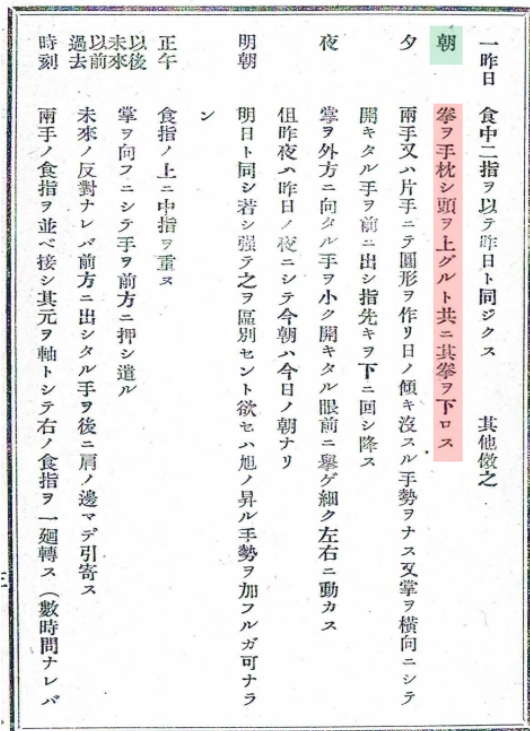 一昨日　食中二指ヲ以テ昨日ト同ジクス　其他傚之
朝　拳ヲ手枕シ頭ヲ上グルト共ニ其拳ヲ下ロス
夕　兩手又ハ片手ニテ圓形ヲ作リ日ノ傾キ沒スル手勢ヲナス又掌ヲ橫向ニシテ
開キタル手ヲ前ニ出シ指先キヲ下ニ回シ降ス
夜　掌ヲ外方ニ向タル手ヲ小ク開キタル眼前ニ擧ゲ細ク左右ニ動カス
但昨夜ハ昨日ノ夜ニシテ今朝ハ今日ノ朝ナリ
明朝　明日ト同シ若シ强テ之ヲ區別セント欲セハ旭ノ昇ル手勢ヲ加フルガ可ナラ
ン
正午　食指ノ上ニ中指ヲ重ス
以後
未來　掌ヲ向フニシテ手ヲ前方ニ押シ遣ル
以前
過去　未來ノ反對ナレバ前方ニ出シタル手ヲ後ニ肩ノ邊マデ引寄ス
時刻　兩手ノ食指ヲ並ベ接シ其元ヲ軸トシテ右ノ食指ヲ一廻轉ス（數時間ナレバ